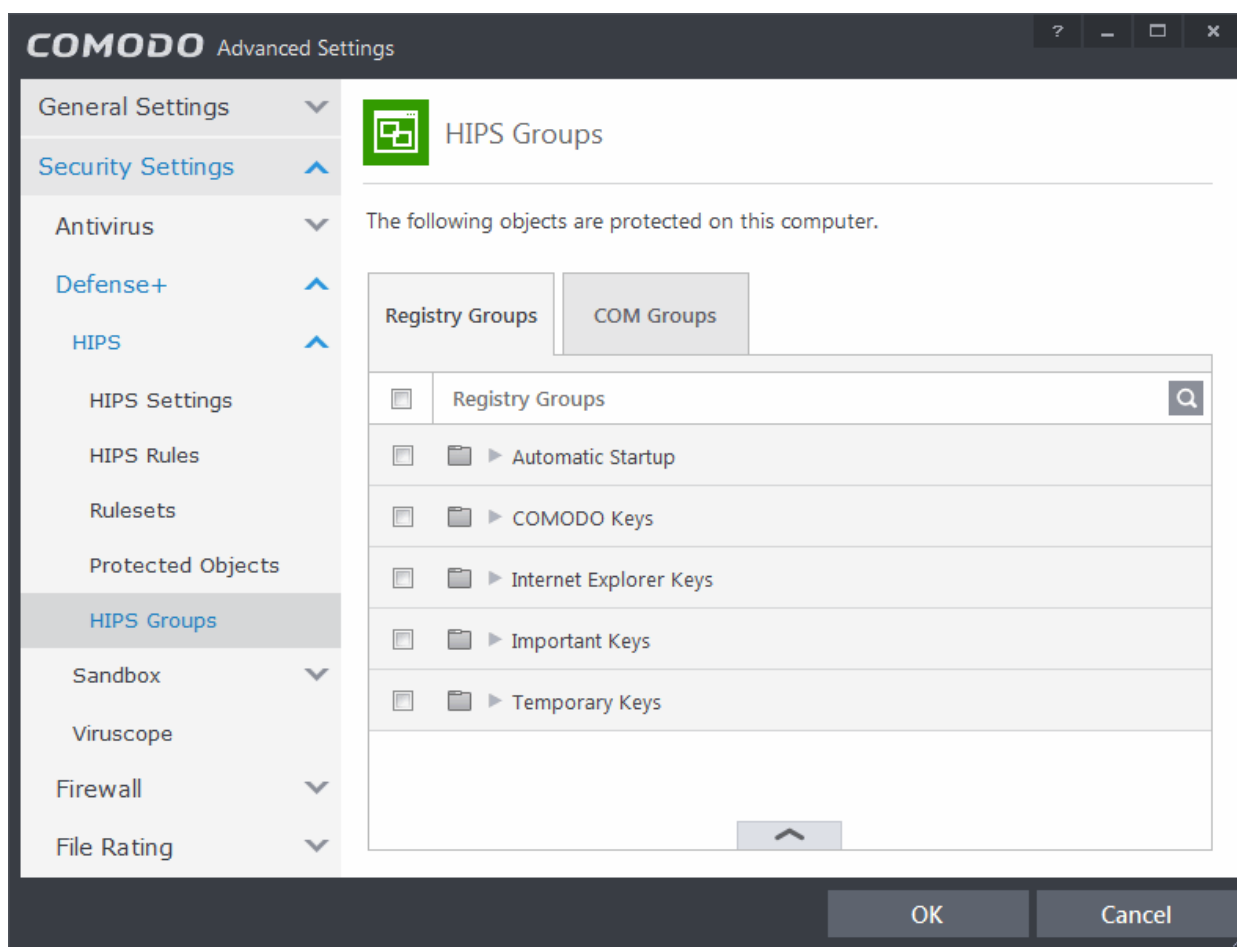 COMODO Advanced Settings
?
General Settings
Security Settings
Antivirus
Defense+
HIPS
HIPS Settings
HIPS Rules
Rulesets
Protected Objects
HIPS Groups
Sandbox
Viruscope
Firewall
File Rating
HIPS Groups
The following objects are protected on this computer.
Registry Groups
COM Groups
Registry Groups
Automatic Startup
COMODO Keys
Internet Explorer Keys
Important Keys
Temporary Keys
OK
Cancel